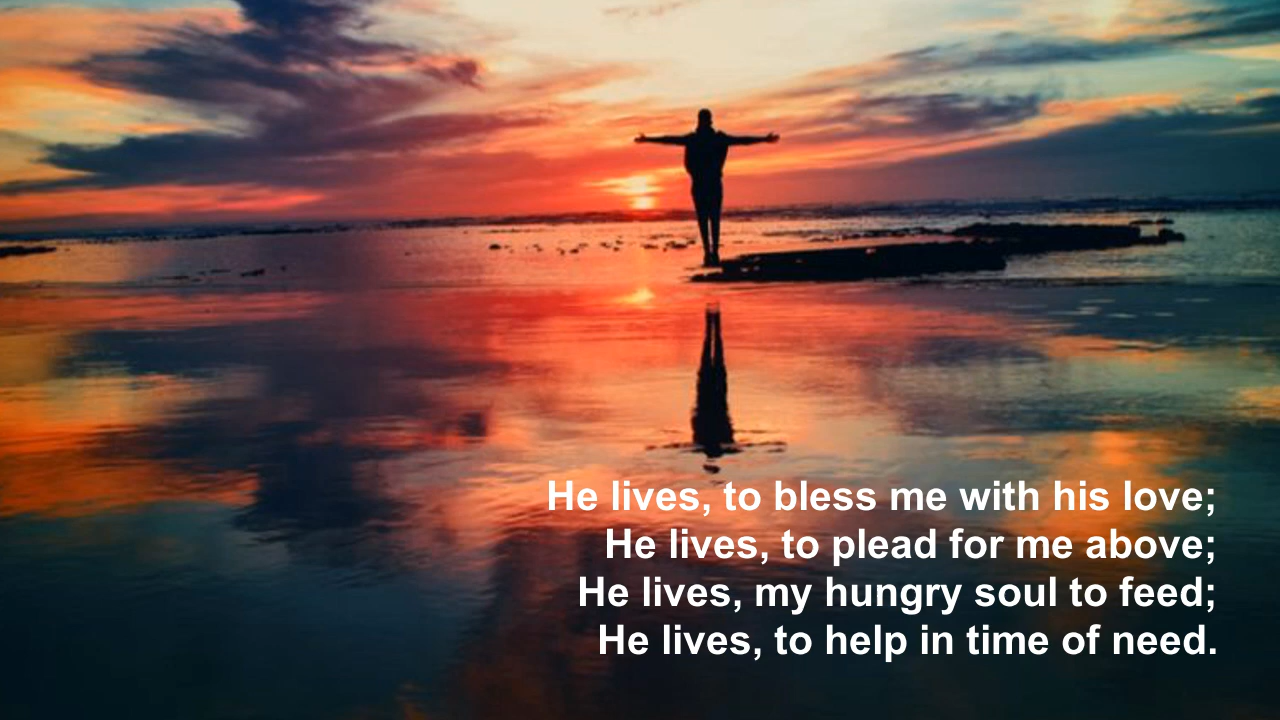 He lives, to bless me with his love;
He lives, to plead for me above;
He lives, my hungry soul to feed;
He lives, to help in time of need.